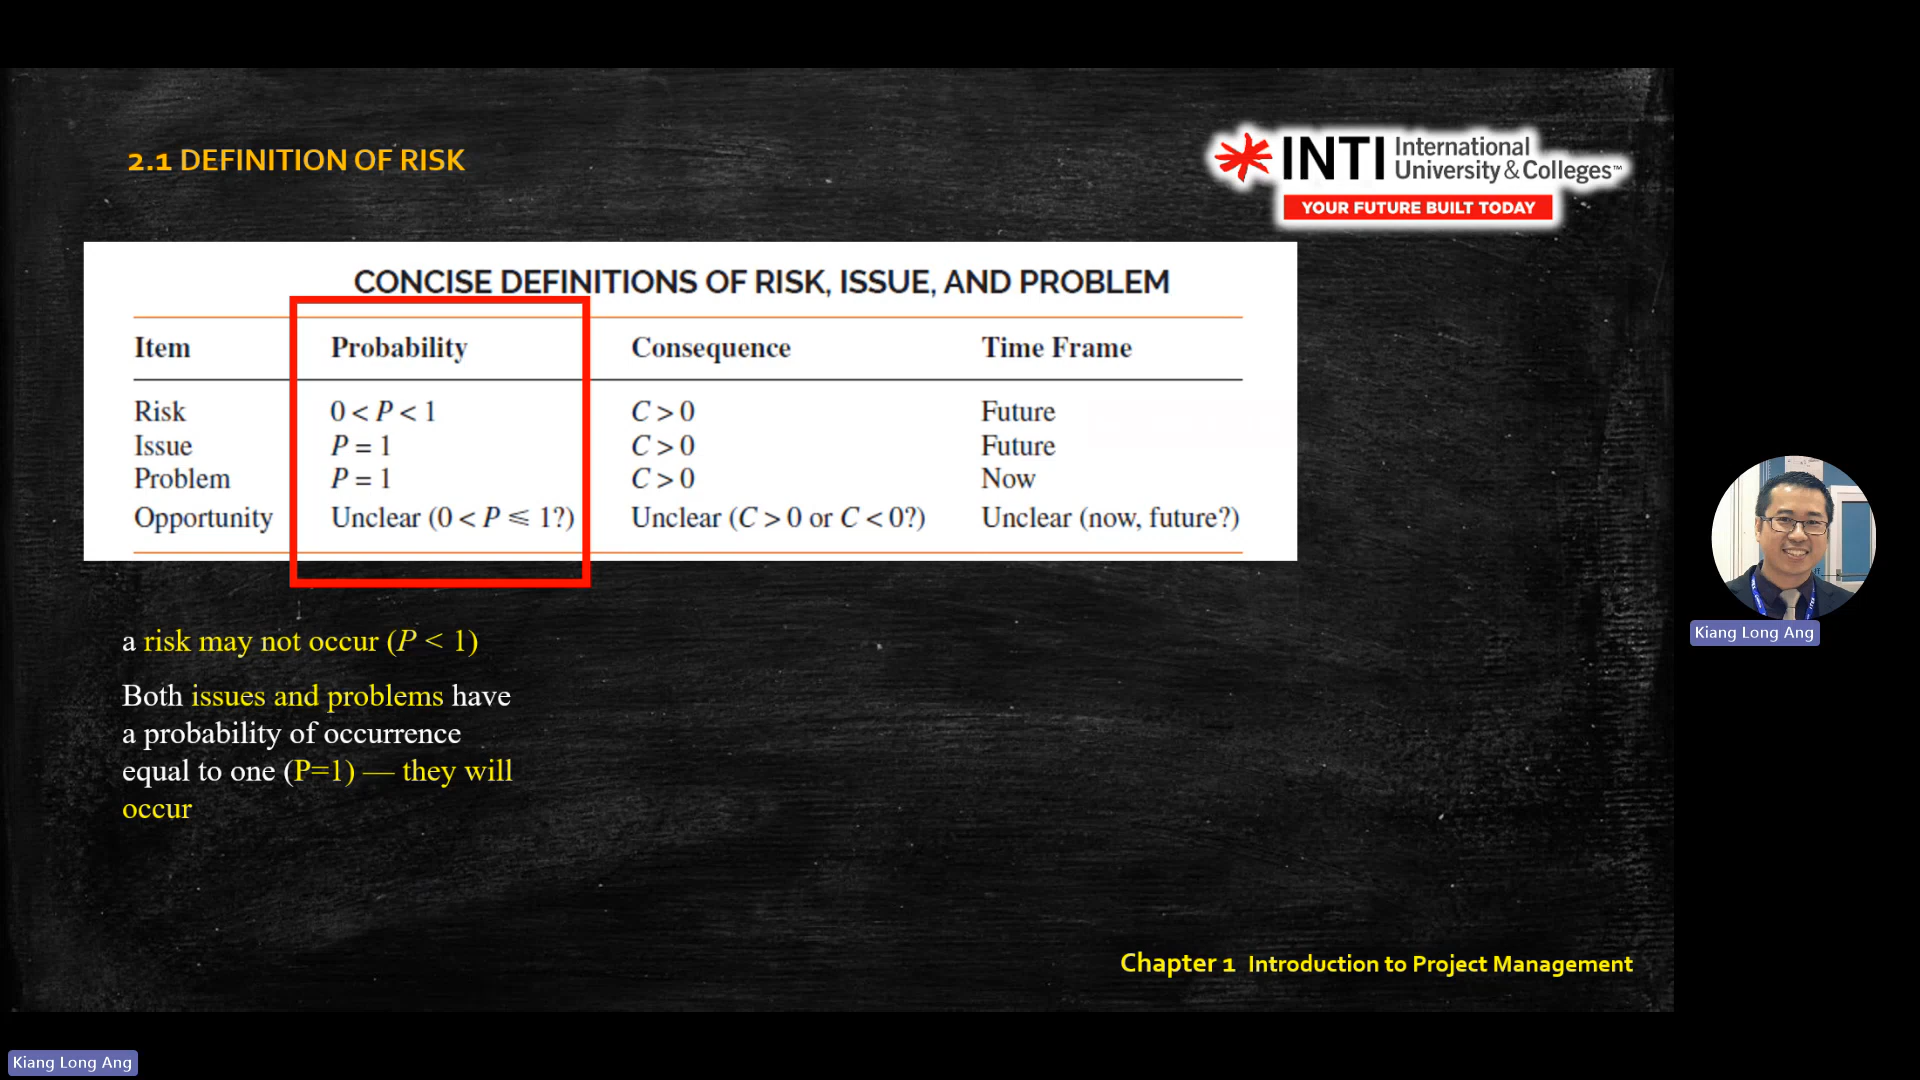 2.1 DEFINITION OF RISK
INTI International
University & Colleges™
YOUR FUTURE BUILT TODAY
CONCISE DEFINITIONS OF RISK, ISSUE, AND PROBLEM
Item Probability Consequence Time Frame
Risk 0 < P < 1 C > 0 Future
Issue P = 1 C > 0 Future
Problem P = 1 C > 0 Now
Opportunity Unclear (0 < P ⩽ 1?) Unclear (C > 0 or C < 0?) Unclear (now, future?)
a risk may not occur (P < 1)
Both issues and problems have
a probability of occurrence
equal to one (P=1) — they will
occur
Kiang Long Ang
Chapter 1 Introduction to Project Management
Kiang Long Ang